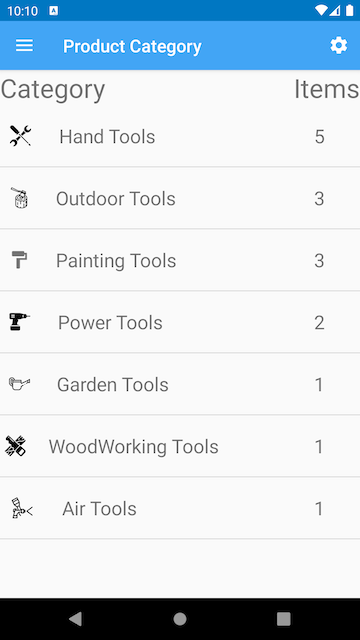 10:10 A
Product Category
Category Items
Hand Tools 5
Outdoor Tools 3
Painting Tools 3
Power Tools 2
Garden Tools 1
WoodWorking Tools 1
Air Tools 1